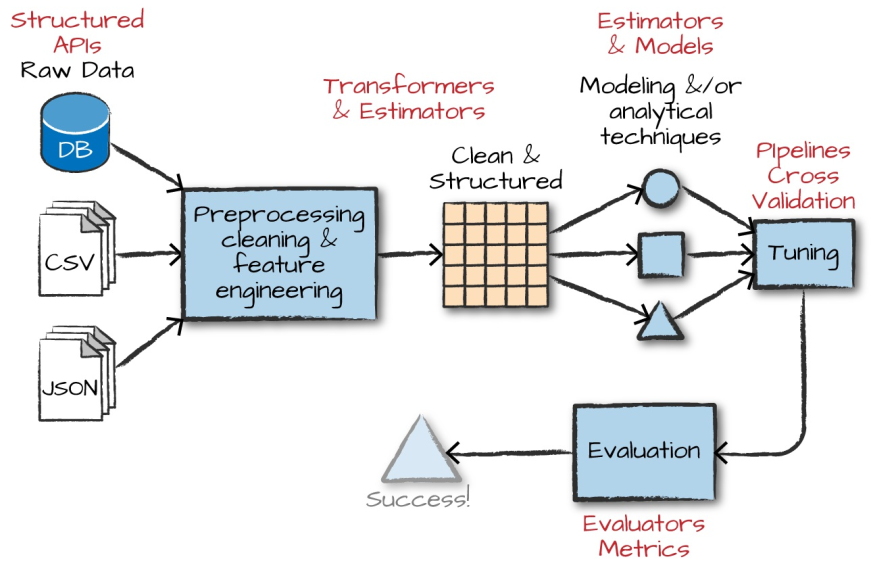 Structured
APIs
Raw Data
DB
CSV
JSON
Preprocessing
cleaning &
feature
engineering
Transformers
& Estimators
Clean &
Structured
Estimators
& Models
Modeling &/or
analytical
techniques
PIpelines
Cross
Validation
Tuning
Evaluation
Evaluators
Metrics
Success!